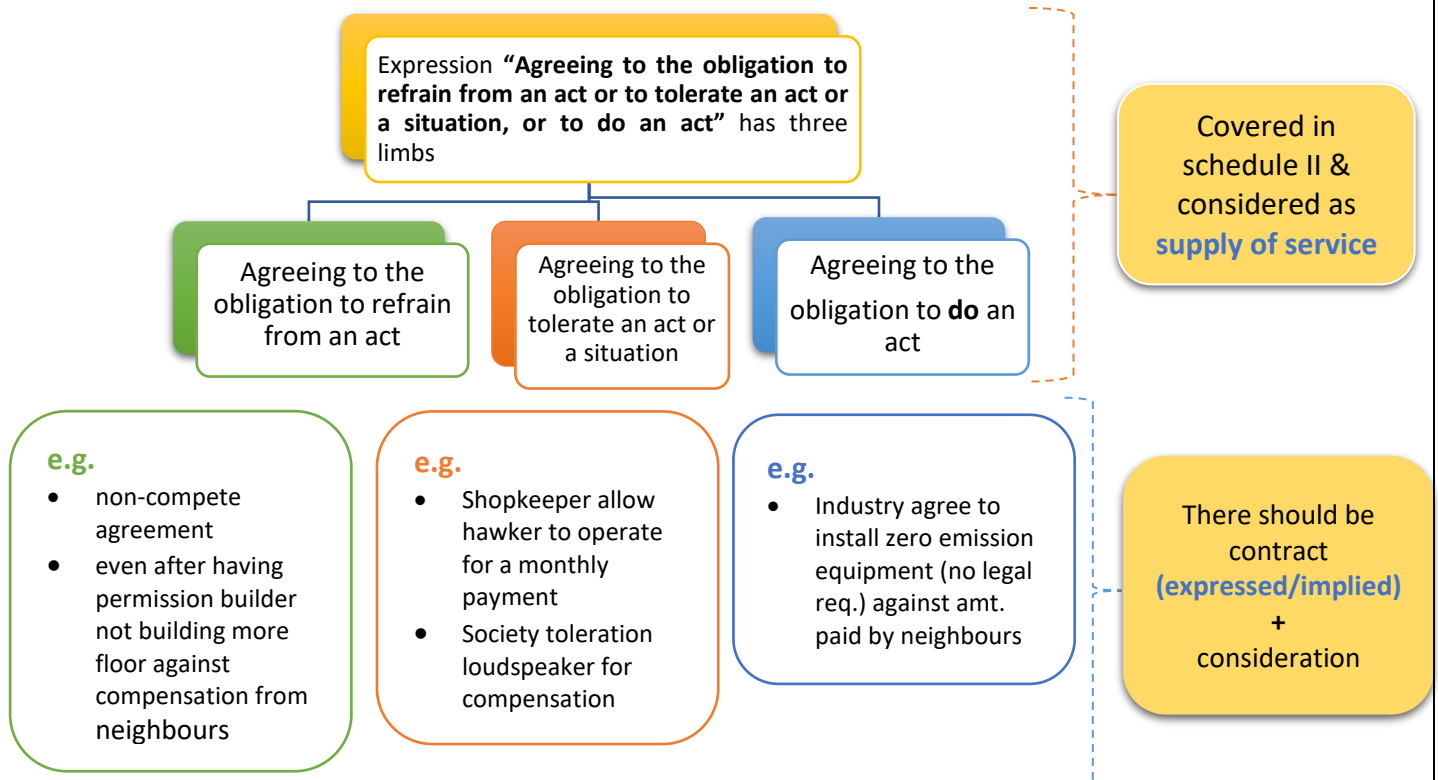 Expression “Agreeing to the obligation to
refrain from an act or to tolerate an act or
a situation, or to do an act” has three
limbs
Covered in
schedule II &
considered as
supply of service
Agreeing to the
obligation to refrain
from an act
Agreeing to the
obligation to
tolerate an act or
a situation
Agreeing to the
obligation to do an
act
e.g.
• non-compete
agreement
• even after having
permission builder
not building more
floor against
compensation from
neighbours
e.g.
• Shopkeeper allow
hawker to operate
for a monthly
payment
• Society toleration
loudspeaker for
compensation
e.g.
• Industry agree to
install zero emission
equipment (no legal
req.) against amt.
paid by neighbours
There should be
contract
(expressed/implied)
+
consideration